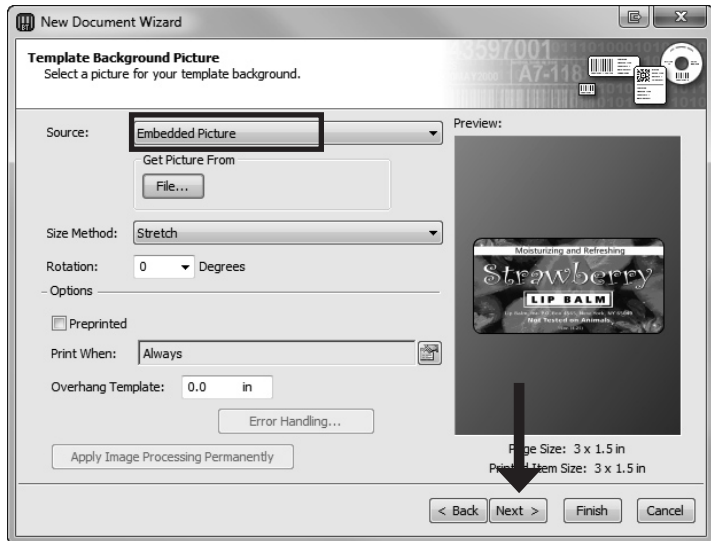 New Document Wizard
Template Background Picture
Select a picture for your template background.
A7-118
Source: Embedded Picture
Get Picture From
File...
Size Method: Stretch
Rotation: 0 Degrees
Options
Preprinted
Print When: Always
Overhang Template: 0.0 in
Error Handling...
Apply Image Processing Permanently
Preview:
Moisturizing and Refreshing
Strawberry
LIP BALM
Not Tested on Animals
Page Size: 3 x 1.5 in
Printed Item Size: 3 x 1.5 in
< Back Next > Finish Cancel